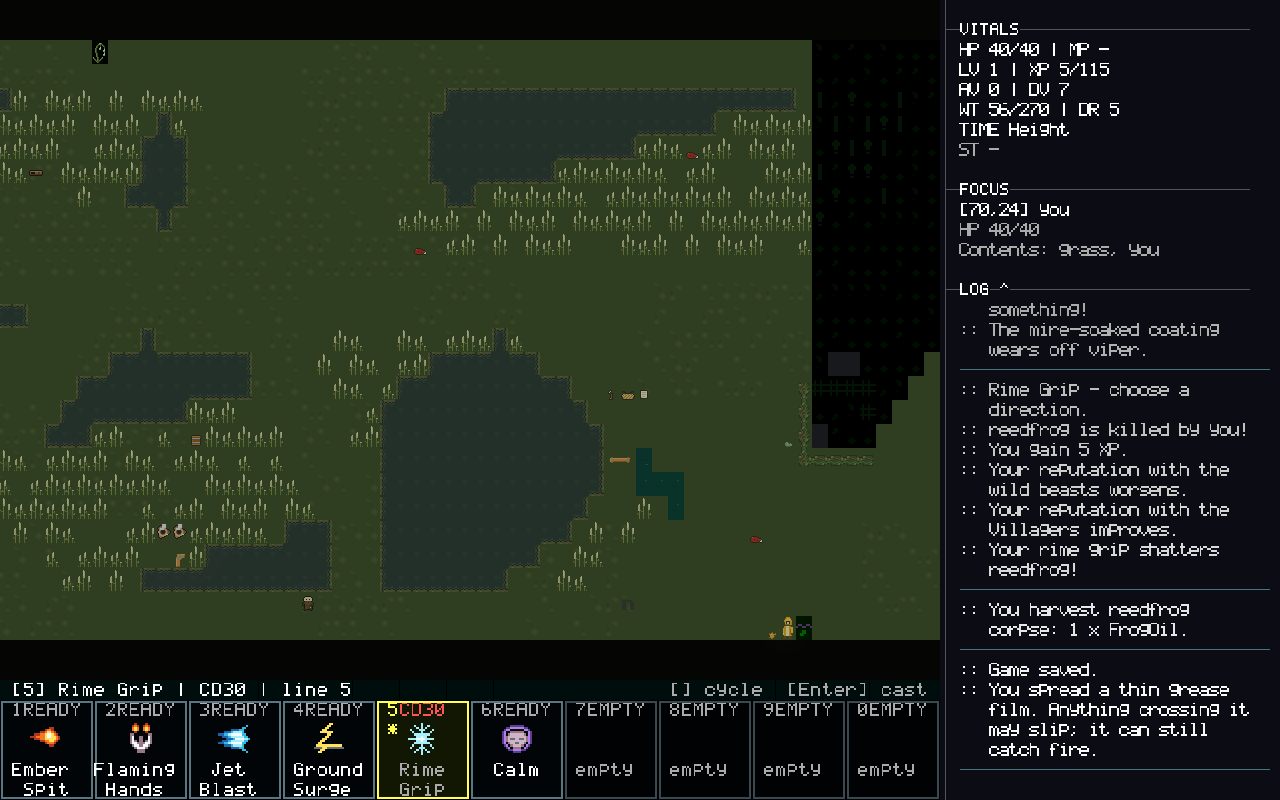 VITALS
HP 40/40 | MP -
LV 1 | XP 5/115
AV 0 | DV 7
WT 56/270 | DR 5
TIME Height
ST -
FOCUS
[70,24] You
HP 40/40
Contents: grass, you
LOG ^
something!
:: The mire-soaked coating
wears off viper.
:: Rime Grip - choose a
direction.
:: reedfrog is killed by you!
:: You gain 5 XP.
:: Your reputation with the
wild beasts worsens.
:: Your reputation with the
Villagers improves.
:: Your rime grip shatters
reedfrog!
:: You harvest reedfrog
corpse: 1 x FrogOil.
:: Game saved.
:: You spread a thin grease
film. Anything crossing it
may slip; it can still
catch fire.
[5] Rime Grip | CD30 | line 5
[] cycle [Enter] cast
1READY 2READY 3READY 4READY 5CD30 6READY 7EMPTY 8EMPTY 9EMPTY 0EMPTY
*
Ember Flaming Jet Ground Rime Calm empty empty empty empty
Spit Hands Blast Surge Grip